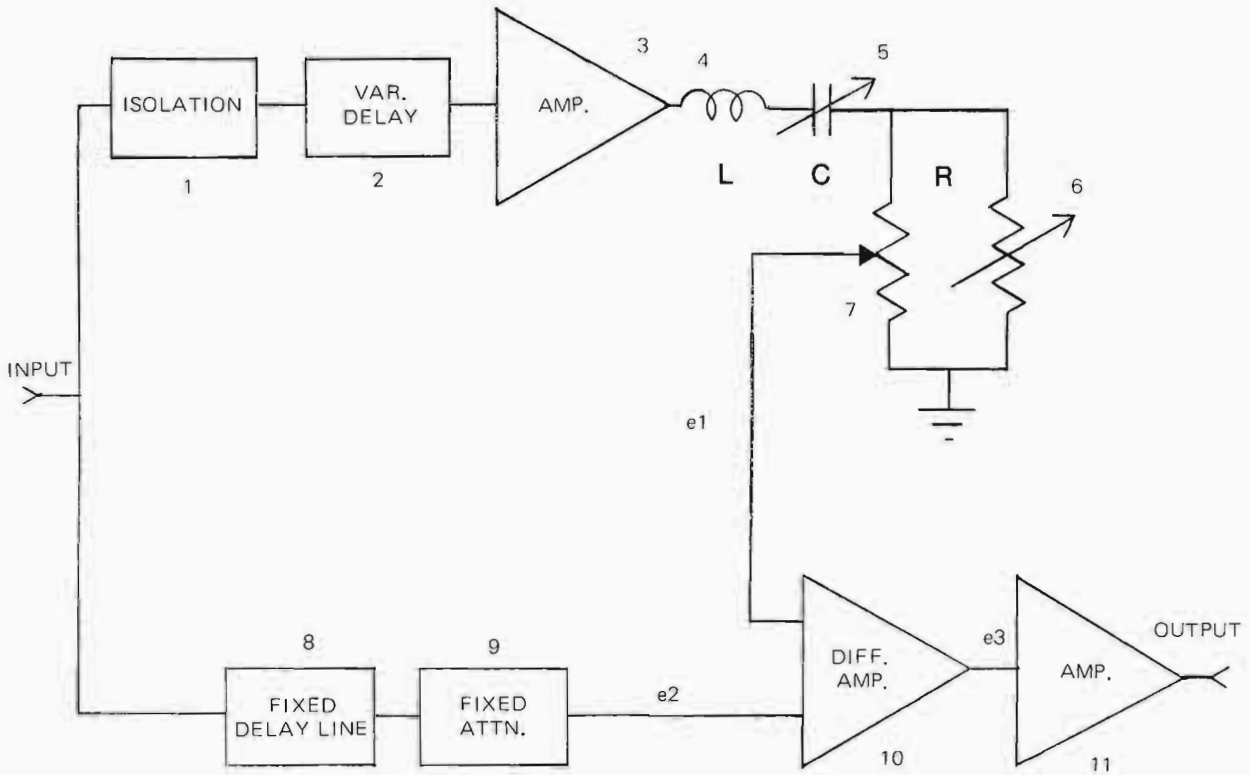 3
4
5
ISOLATION
VAR.
DELAY
AMP.
1
2
L
C
R
6
7
INPUT
e1
8
9
FIXED
DELAY LINE
FIXED
ATTN.
e2
DIFF.
AMP.
e3
AMP.
OUTPUT
10
11